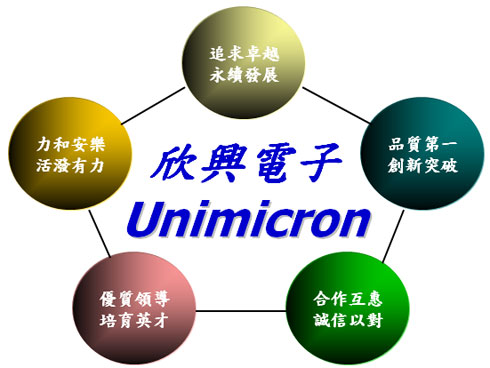 追求卓越
永續發展
力和安樂
活潑有力
品質第一
創新突破
欣興電子
Unimicron
優質領導
培育英才
合作互惠
誠信以對